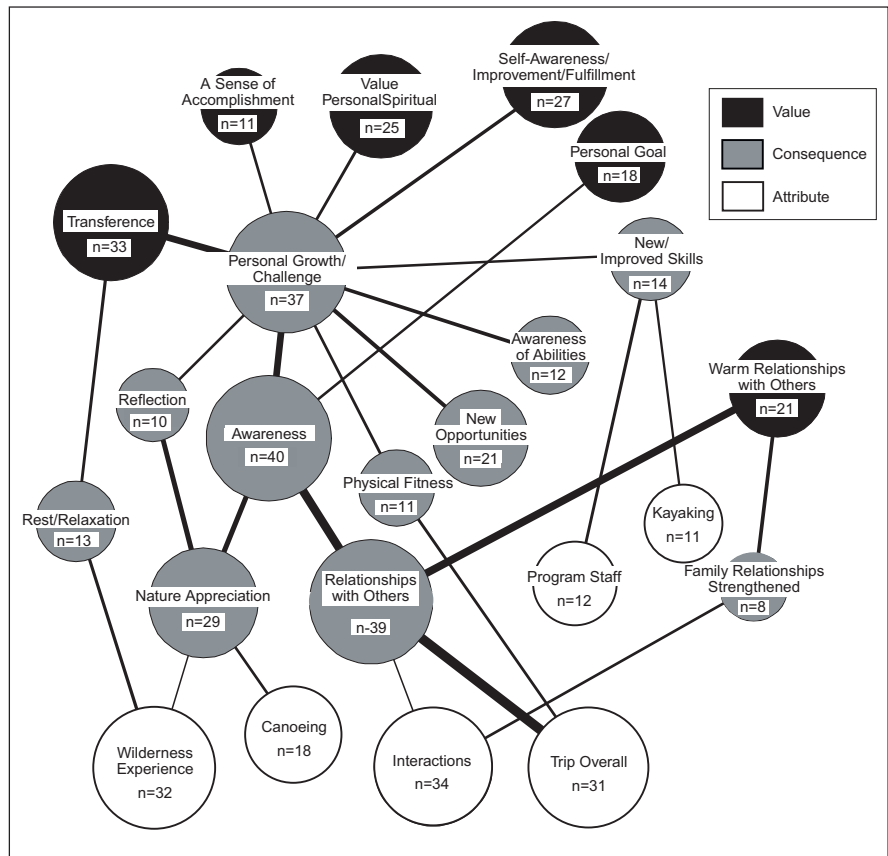 Self-Awareness/
Improvement/Fulfillment
n=27
A Sense of
Accomplishment
n=11
Value
PersonalSpiritual
n=25
Value
Consequence
Attribute
Personal Goal
n=18
Transference
n=33
New/
Improved Skills
n=14
Personal Growth/
Challenge
n=37
Awareness
of Abilities
n=12
Warm Relationships
with Others
n=21
Reflection
n=10
Awareness
n=40
New
Opportunities
n=21
Physical Fitness
n=11
Rest/Relaxation
n=13
Kayaking
n=11
Nature Appreciation
n=29
Relationships
with Others
n-39
Program Staff
n=12
Family Relationships
Strengthened
n=8
Wilderness
Experience
n=32
Canoeing
n=18
Interactions
n=34
Trip Overall
n=31